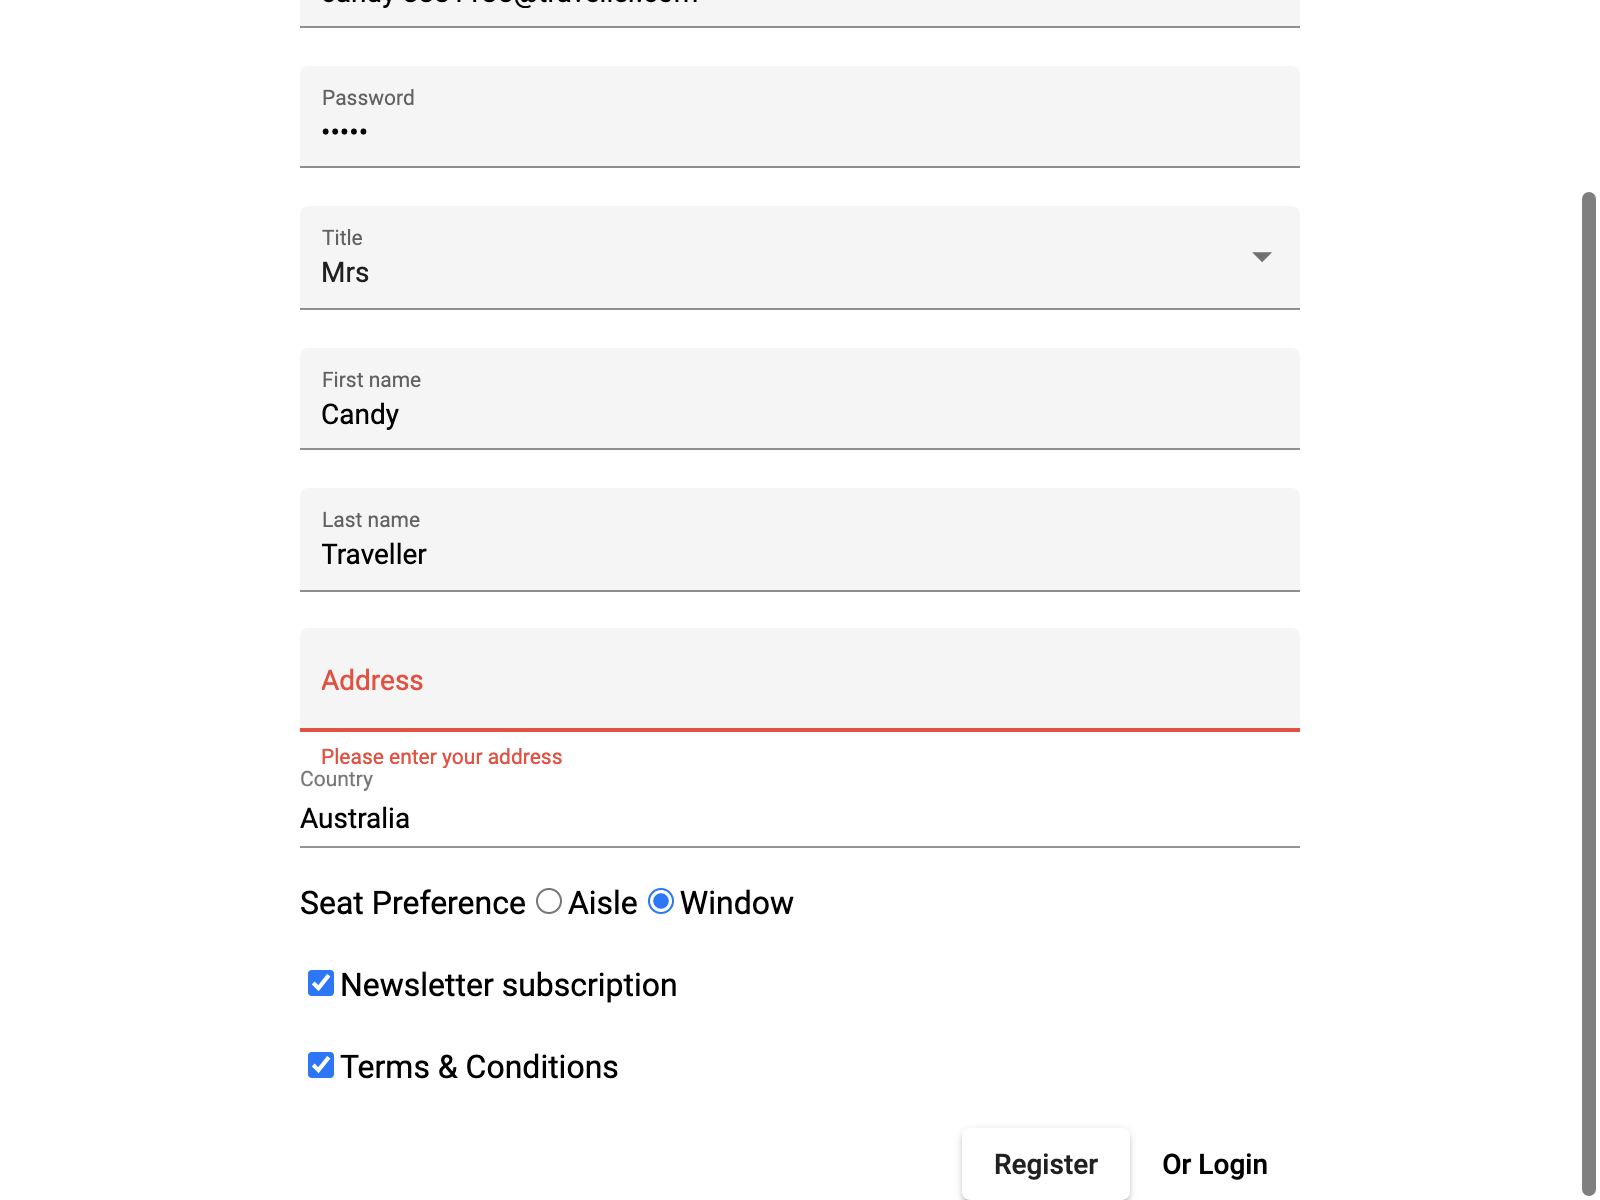 Password
•••••
Title
Mrs
First name
Candy
Last name
Traveller
Address
Please enter your address
Country
Australia
Seat Preference Aisle Window
Newsletter subscription
Terms & Conditions
Register Or Login